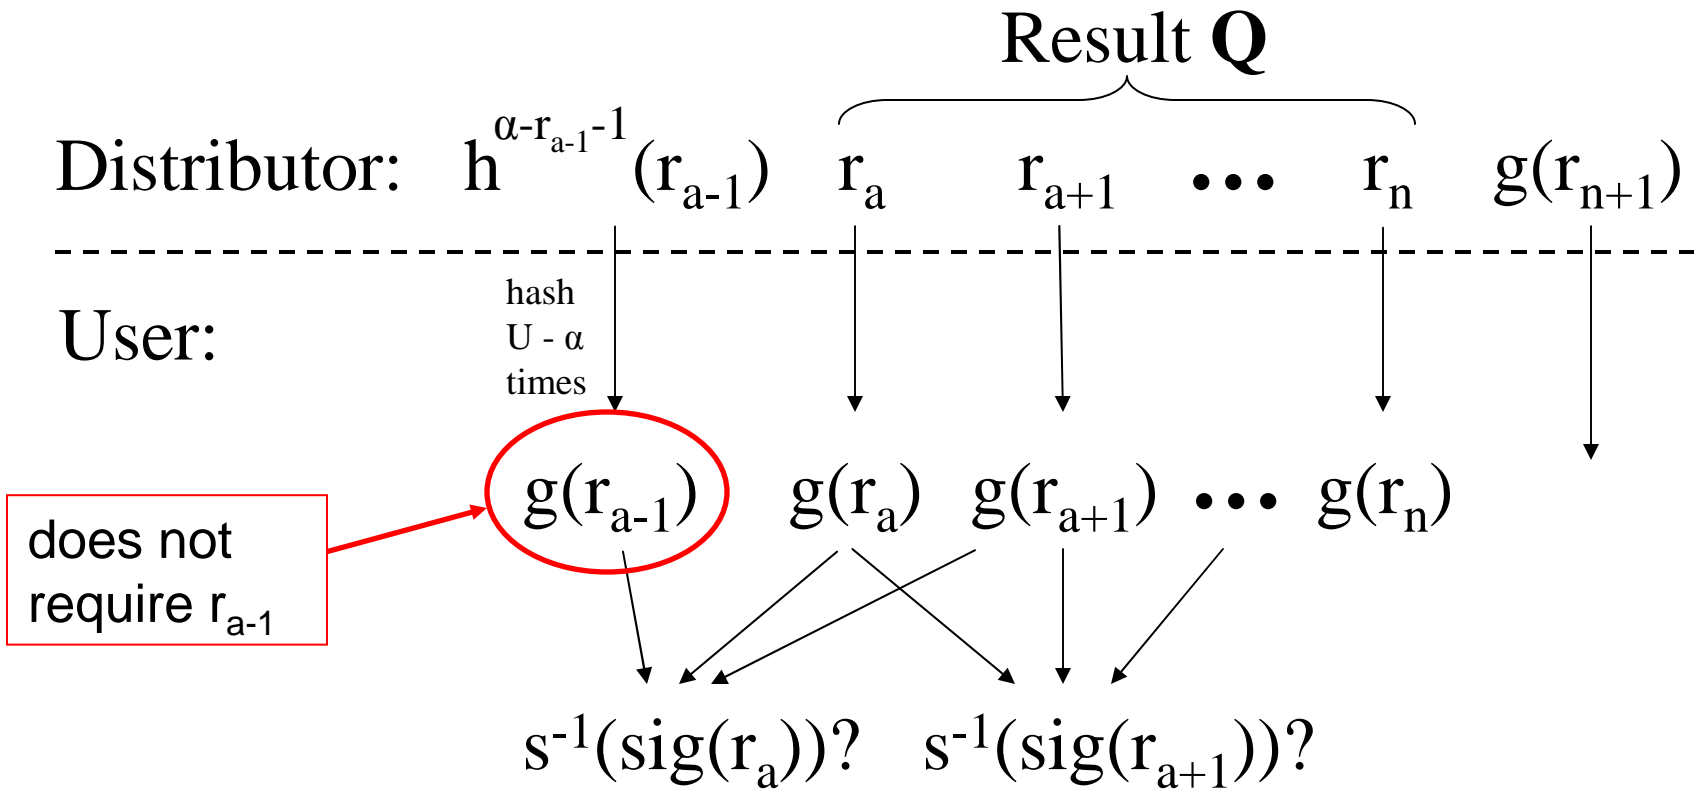 Result Q
Distributor: h^{α-r_{a-1}-1}(r_{a-1}) r_a r_{a+1} ••• r_n g(r_{n+1})
User:
hash
U - α
times
g(r_{a-1}) g(r_a) g(r_{a+1}) ••• g(r_n)
does not
require r_{a-1}
s^{-1}(sig(r_a))? s^{-1}(sig(r_{a+1}))?